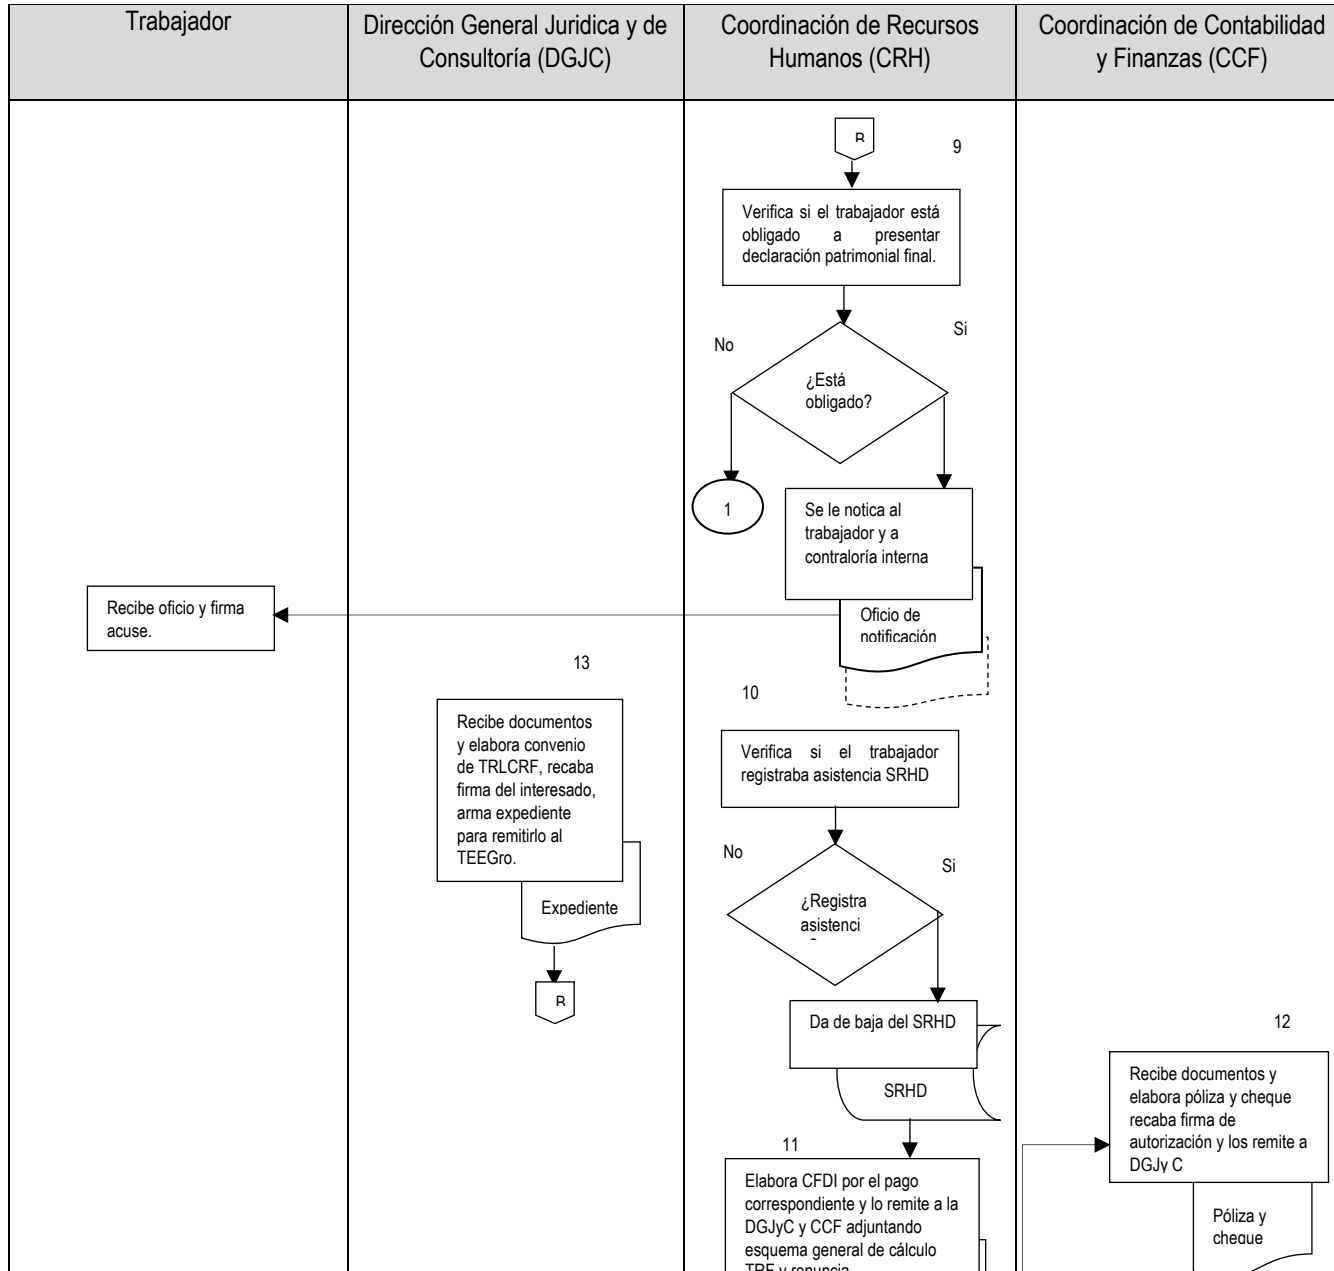 Trabajador
Dirección General Juridica y de
Consultoría (DGJC)
Coordinación de Recursos
Humanos (CRH)
Coordinación de Contabilidad
y Finanzas (CCF)
B
9
Verifica si el trabajador está
obligado a presentar
declaración patrimonial final.
No
Si
¿Está
obligado?
1
Se le notica al
trabajador y a
contraloría interna
Oficio de
notificación
Recibe oficio y firma
acuse.
13
Recibe documentos
y elabora convenio
de TRLCRF, recaba
firma del interesado,
arma expediente
para remitirlo al
TEEGro.
Expediente
B
10
Verifica si el trabajador
registraba asistencia SRHD
No
Si
¿Registra
asistenci
Da de baja del SRHD
SRHD
11
Elabora CFDI por el pago
correspondiente y lo remite a la
DGJyC y CCF adjuntando
esquema general de cálculo
TRF y renuncia
12
Recibe documentos y
elabora póliza y cheque
recaba firma de
autorización y los remite a
DGJy C
Póliza y
cheque